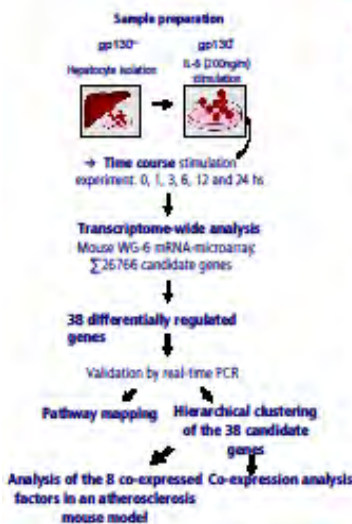 Sample preparation
gp130 gp130
Hepatocyte isolation IL-6 (200ng/m)
stimulation
→ Time course stimulation
experiment: 0, 1, 3, 6, 12 and 24 hs
Transcriptome-wide analysis
Mouse WG-6 mRNA-microarray;
∑26766 candidate genes
38 differentially regulated
genes
Validation by real-time PCR
Pathway mapping
Hierarchical clustering
of the 38 candidate
genes
Analysis of the 8 co-expressed
factors in an atherosclerosis
mouse model
Co-expression analysis